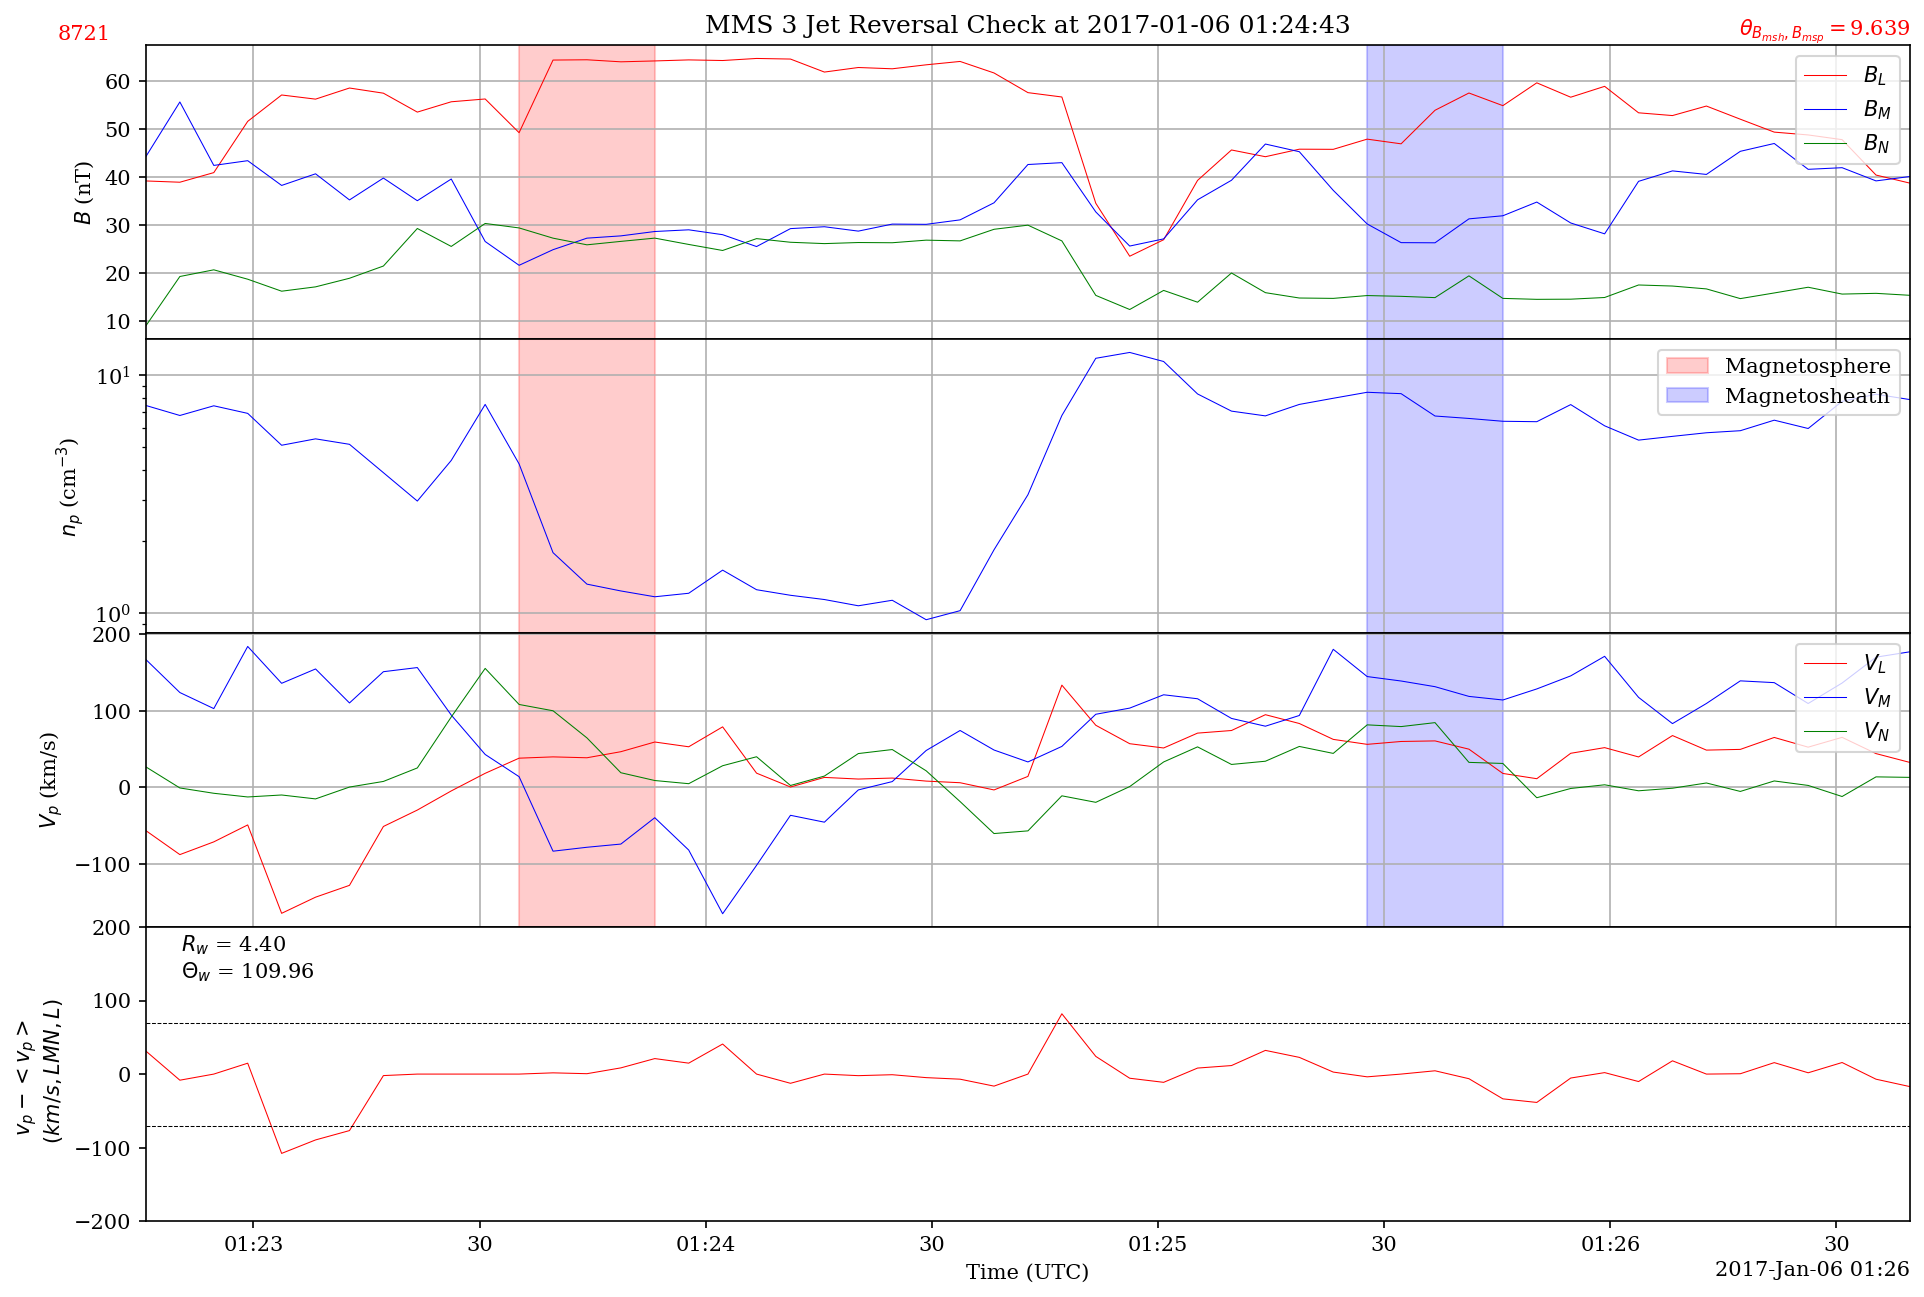 MMS 3 Jet Reversal Check at 2017-01-06 01:24:43
8721
θ_{B_{msh}, B_{msp}} = 9.639
B (nT)
60
50
40
30
20
10
B_L
B_M
B_N
n_p (cm⁻³)
10¹
10⁰
Magnetosphere
Magnetosheath
V_p (km/s)
200
100
0
−100
V_L
V_M
V_N
v_p − < v_p >
(km/s, LMN, L)
200
100
0
−100
−200
R_w = 4.40
Θ_w = 109.96
01:23 30 01:24 30 01:25 30 01:26 30
Time (UTC)
2017-Jan-06 01:26